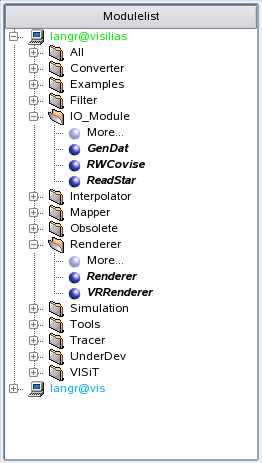 Modulelist
langr@visilias
All
Converter
Examples
Filter
IO_Module
More...
GenDat
RWCovise
ReadStar
Interpolator
Mapper
Obsolete
Renderer
More...
Renderer
VRRenderer
Simulation
Tools
Tracer
UnderDev
VISiT
langr@vis